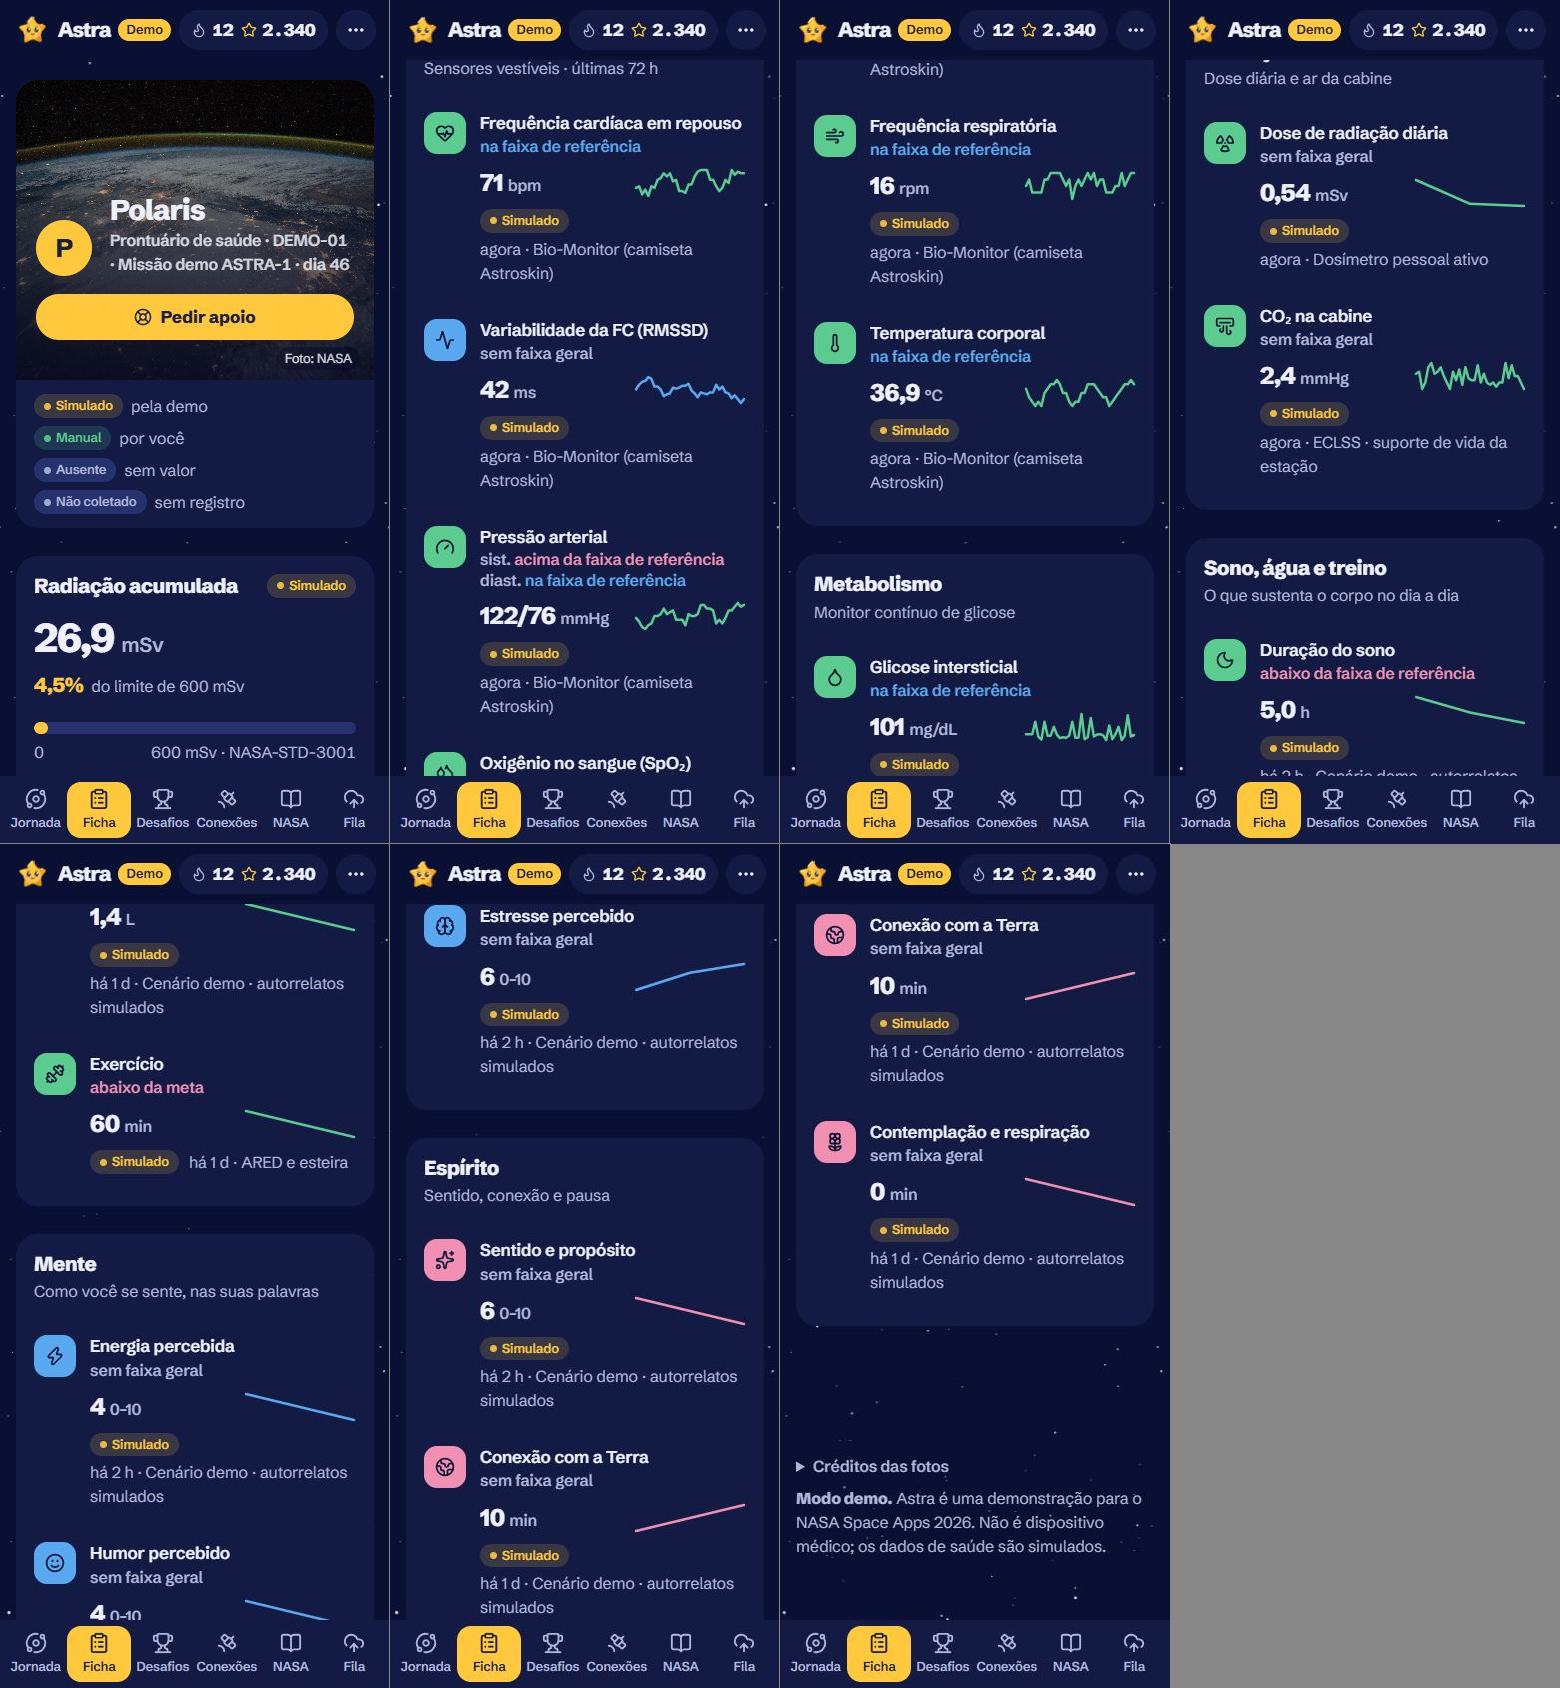 Astra Demo 12 2.340
Polaris
P
Prontuário de saúde · DEMO-01
· Missão demo ASTRA-1 · dia 46
Pedir apoio
Foto: NASA
Simulado pela demo
Manual por você
Ausente sem valor
Não coletado sem registro
Radiação acumulada Simulado
26,9 mSv
4,5% do limite de 600 mSv
0 600 mSv · NASA-STD-3001
Jornada Ficha Desafios Conexões NASA Fila
Astra Demo 12 2.340
Sensores vestíveis · últimas 72 h
Frequência cardíaca em repouso
na faixa de referência
71 bpm
Simulado
agora · Bio-Monitor (camiseta
Astroskin)
Variabilidade da FC (RMSSD)
sem faixa geral
42 ms
Simulado
agora · Bio-Monitor (camiseta
Astroskin)
Pressão arterial
sist. acima da faixa de referência
diast. na faixa de referência
122/76 mmHg
Simulado
agora · Bio-Monitor (camiseta
Astroskin)
Oxigênio no sangue (SpO₂)
Jornada Ficha Desafios Conexões NASA Fila
Astra Demo 12 2.340
Astroskin)
Frequência respiratória
na faixa de referência
16 rpm
Simulado
agora · Bio-Monitor (camiseta
Astroskin)
Temperatura corporal
na faixa de referência
36,9 °C
Simulado
agora · Bio-Monitor (camiseta
Astroskin)
Metabolismo
Monitor contínuo de glicose
Glicose intersticial
na faixa de referência
101 mg/dL
Simulado
Jornada Ficha Desafios Conexões NASA Fila
Astra Demo 12 2.340
Dose diária e ar da cabine
Dose de radiação diária
sem faixa geral
0,54 mSv
Simulado
agora · Dosímetro pessoal ativo
CO₂ na cabine
sem faixa geral
2,4 mmHg
Simulado
agora · ECLSS · suporte de vida da
estação
Sono, água e treino
O que sustenta o corpo no dia a dia
Duração do sono
abaixo da faixa de referência
5,0 h
Simulado
há 2 h · Cenário demo · autorrelatos
Jornada Ficha Desafios Conexões NASA Fila
Astra Demo 12 2.340
1,4 L
Simulado
há 1 d · Cenário demo · autorrelatos
simulados
Exercício
abaixo da meta
60 min
Simulado há 1 d · ARED e esteira
Mente
Como você se sente, nas suas palavras
Energia percebida
sem faixa geral
4 0-10
Simulado
há 2 h · Cenário demo · autorrelatos
simulados
Humor percebido
sem faixa geral
4 0-10
Jornada Ficha Desafios Conexões NASA Fila
Astra Demo 12 2.340
Estresse percebido
sem faixa geral
6 0-10
Simulado
há 2 h · Cenário demo · autorrelatos
simulados
Espírito
Sentido, conexão e pausa
Sentido e propósito
sem faixa geral
6 0-10
Simulado
há 2 h · Cenário demo · autorrelatos
simulados
Conexão com a Terra
sem faixa geral
10 min
Simulado
há 1 d · Cenário demo · autorrelatos
simulados
Jornada Ficha Desafios Conexões NASA Fila
Astra Demo 12 2.340
Conexão com a Terra
sem faixa geral
10 min
Simulado
há 1 d · Cenário demo · autorrelatos
simulados
Contemplação e respiração
sem faixa geral
0 min
Simulado
há 1 d · Cenário demo · autorrelatos
simulados
Créditos das fotos
Modo demo. Astra é uma demonstração para o
NASA Space Apps 2026. Não é dispositivo
médico; os dados de saúde são simulados.
Jornada Ficha Desafios Conexões NASA Fila